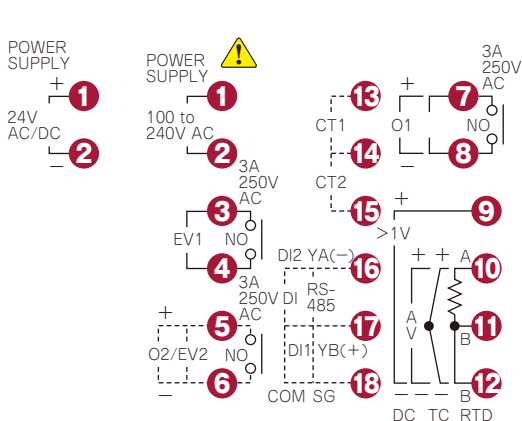 POWER
SUPPLY
+
1
24V
AC/DC
2
−
POWER
SUPPLY
!
1
100 to
240V AC
2
3A
250V
AC
3
EV1
NO
4
3A
250V
AC
+
5
O2/EV2
NO
6
−
13
CT1
14
CT2
15
DI2 YA(−)
16
DI
RS-
485
17
DI1 YB(+)
18
COM SG
3A
250V
AC
+
7
O1
NO
8
−
+
9
>1V
+ + A
10
A
V
11
B
12
− − − B
DC TC RTD